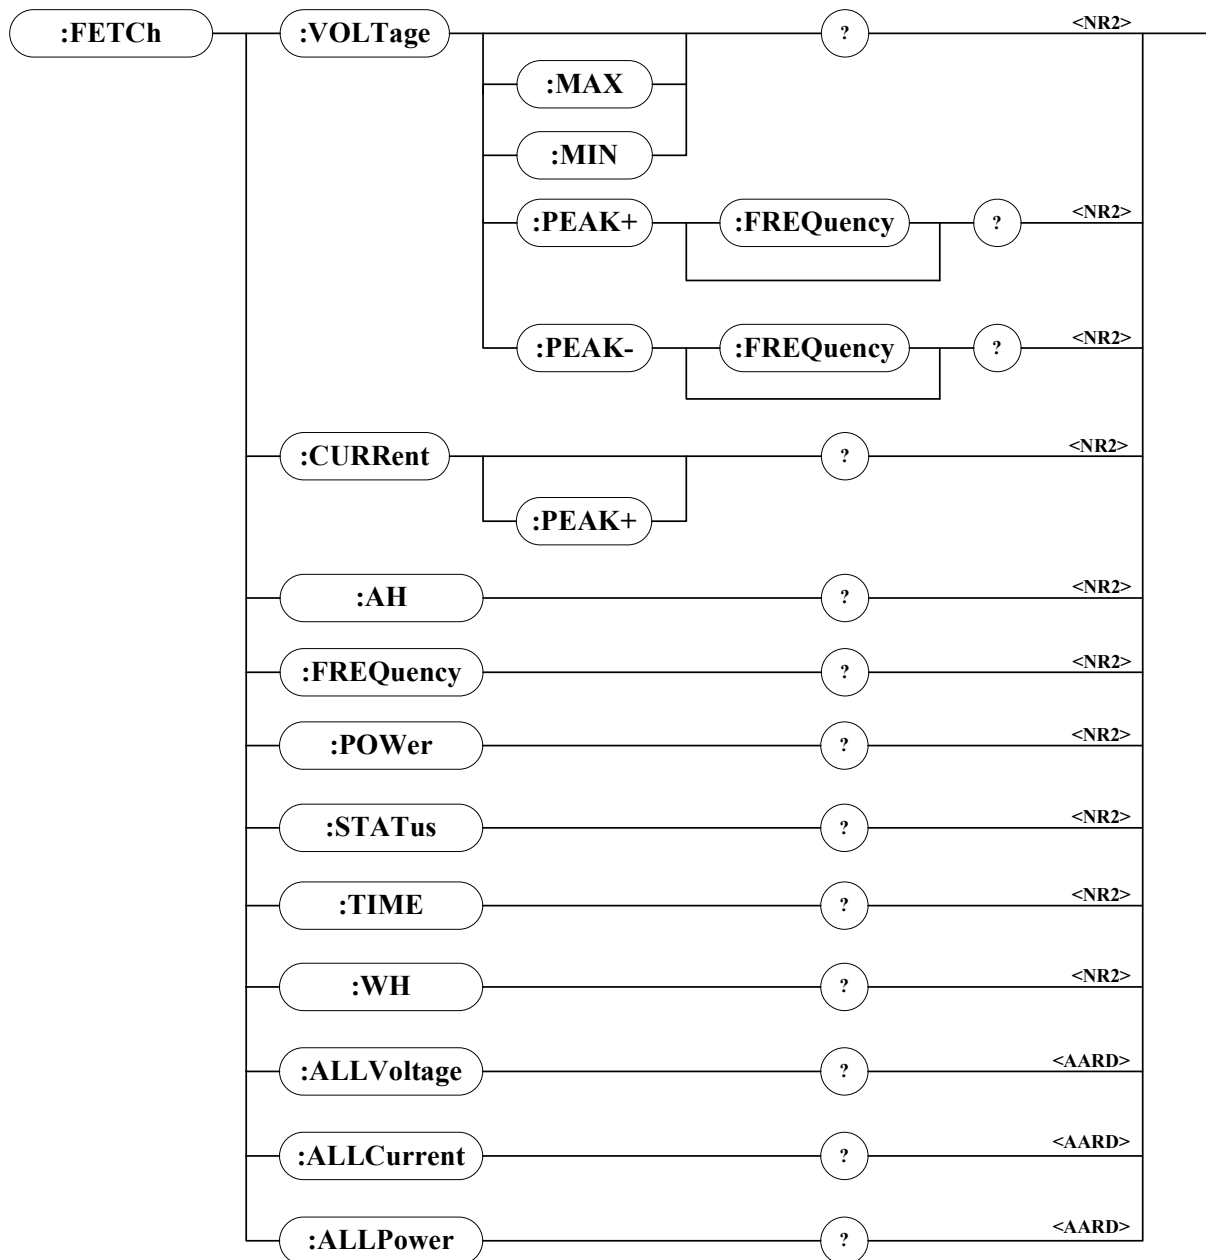 :FETCh :VOLTage ? <NR2>
:MAX
:MIN
:PEAK+ :FREQuency ? <NR2>
:PEAK- :FREQuency ? <NR2>
:CURRent ? <NR2>
:PEAK+
:AH ? <NR2>
:FREQuency ? <NR2>
:POWer ? <NR2>
:STATus ? <NR2>
:TIME ? <NR2>
:WH ? <NR2>
:ALLVoltage ? <AARD>
:ALLCurrent ? <AARD>
:ALLPower ? <AARD>